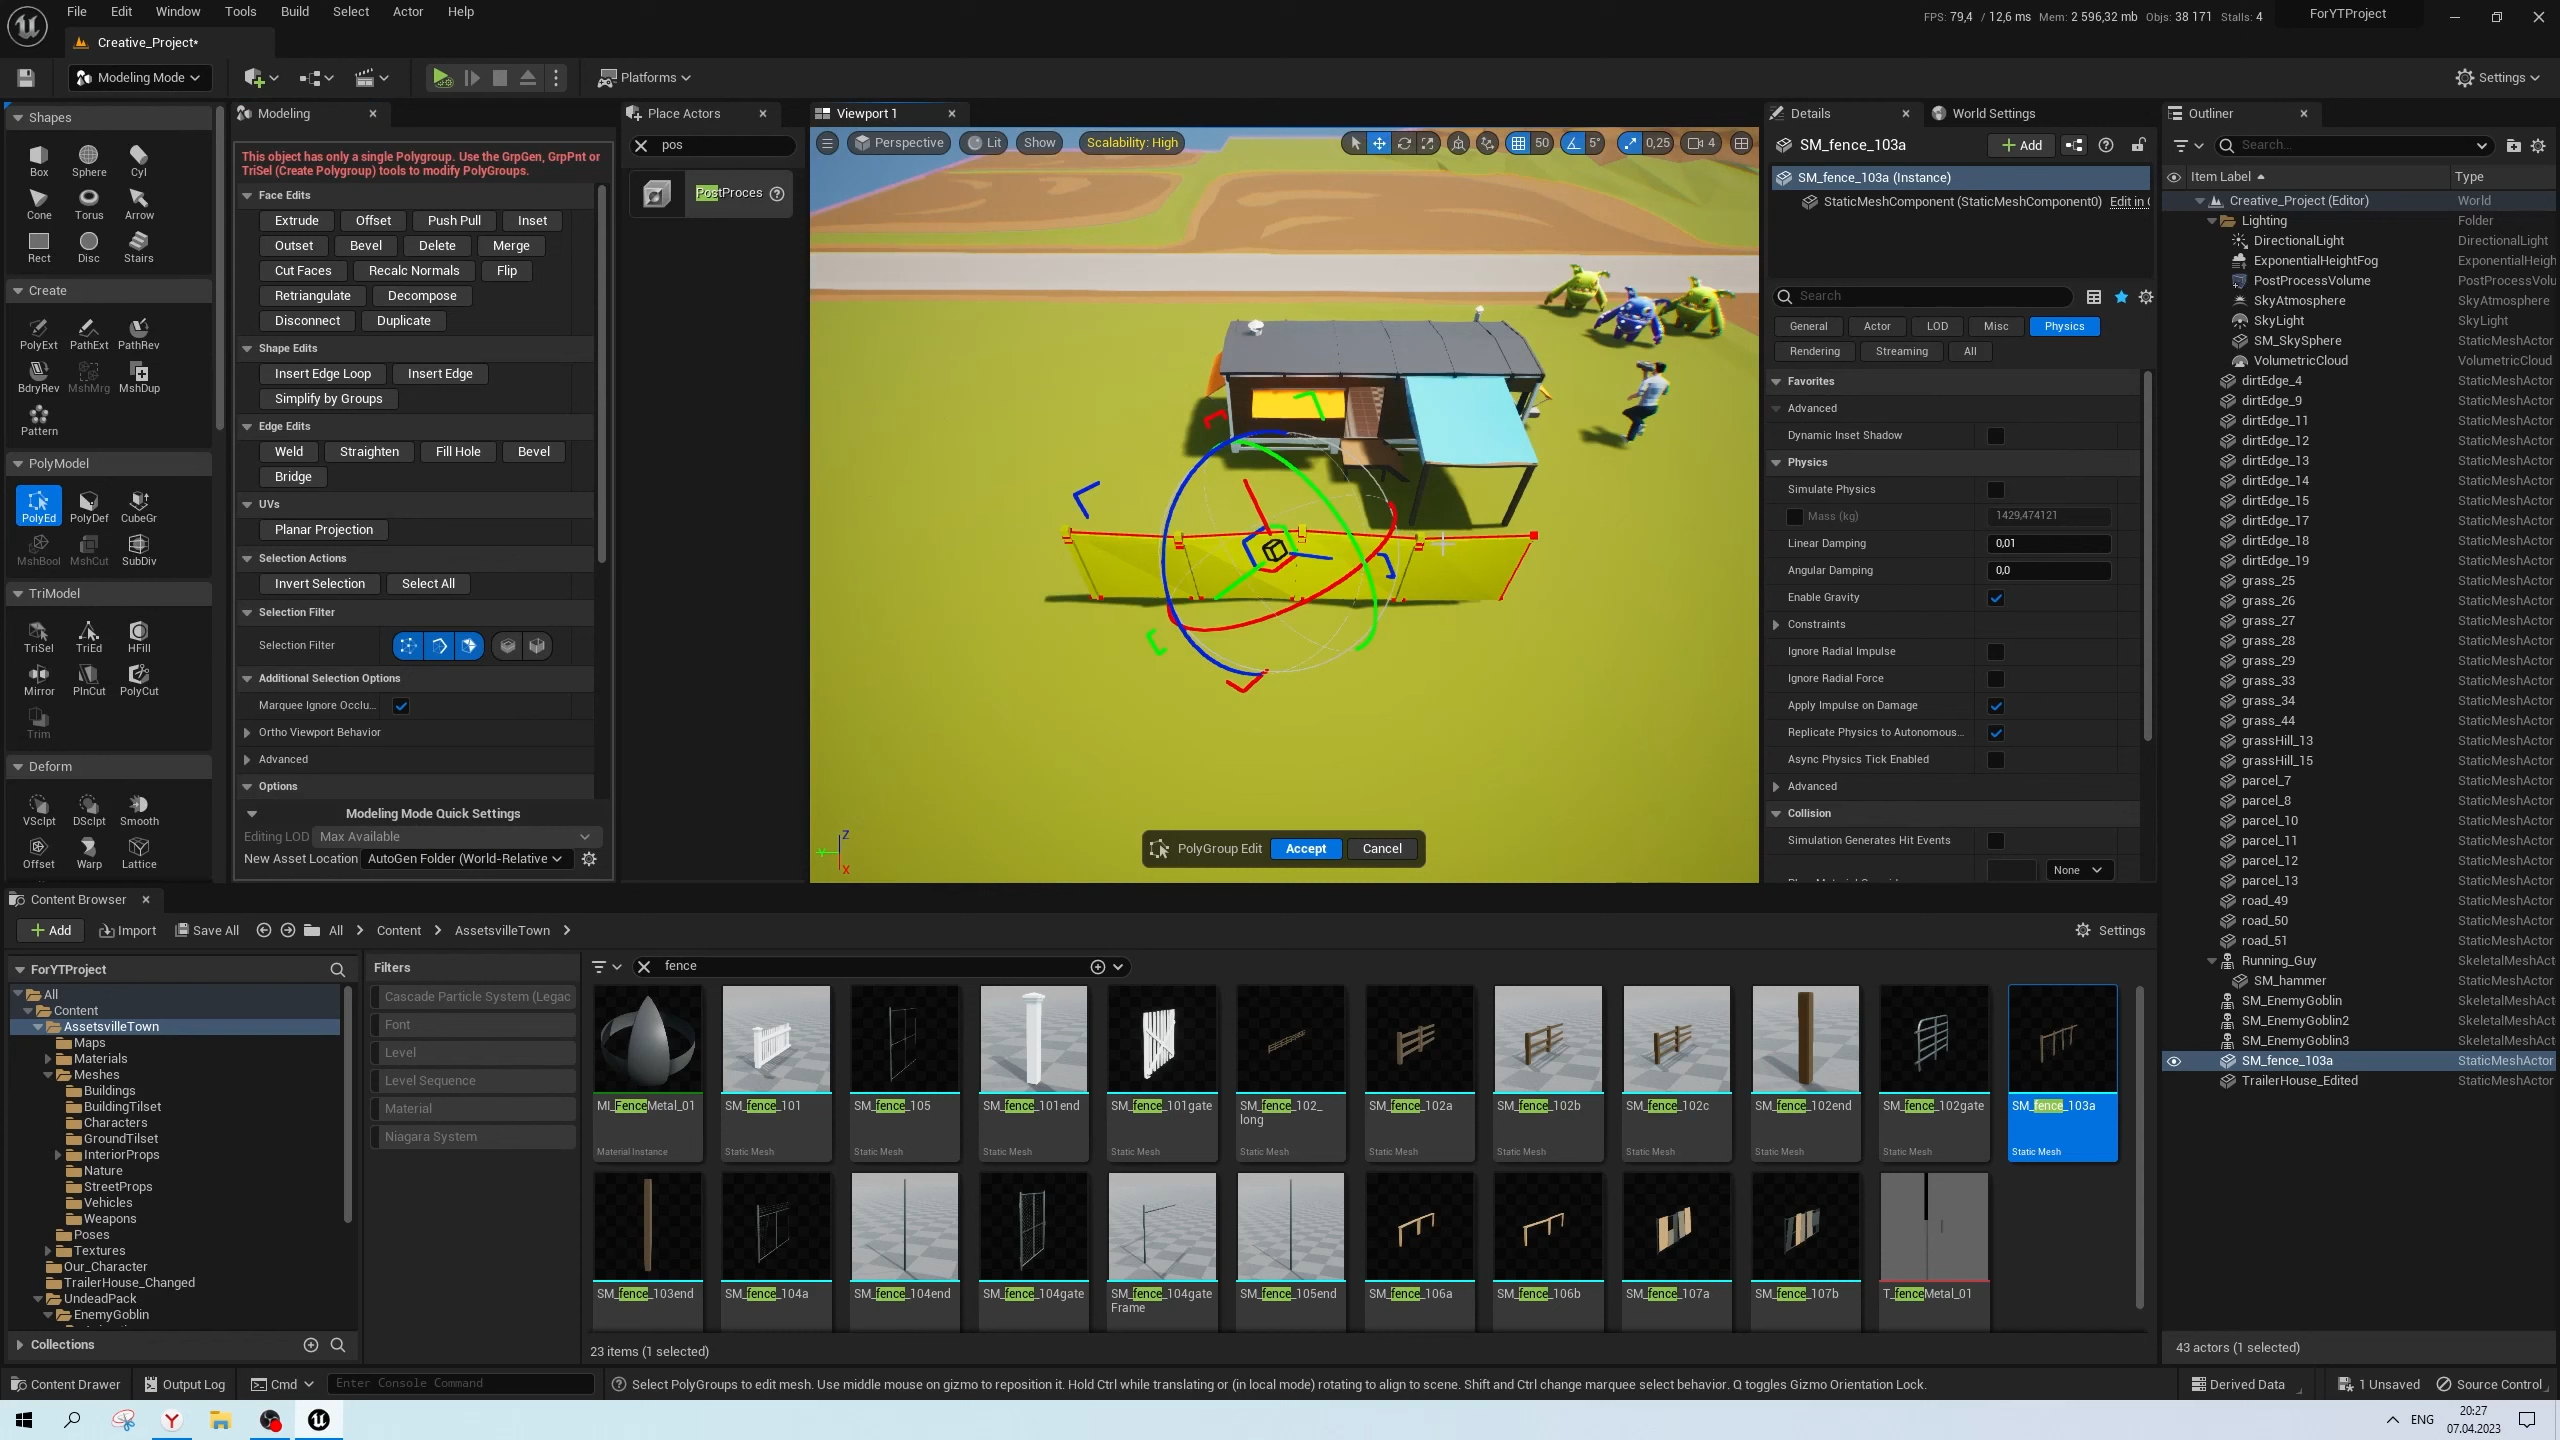 File Edit Window Tools Build Select Actor Help
FPS: 79,4 / 12,6 ms Mem: 2 596,32 mb Objs: 38 171 Stalls: 4 ForYTProject
Creative_Project*
Modeling Mode Platforms Settings
Shapes
Box Sphere Cyl
Cone Torus Arrow
Rect Disc Stairs
Create
PolyExt PathExt PathRev
BdryRev MshMrg MshDup
Pattern
PolyModel
PolyEd PolyDef CubeGr
MshBool MshCut SubDiv
TriModel
TriSel TriEd HFill
Mirror PlnCut PolyCut
Trim
Deform
VSclpt DSclpt Smooth
Offset Warp Lattice
Modeling
This object has only a single Polygroup. Use the GrpGen, GrpPnt or
TriSel (Create Polygroup) tools to modify PolyGroups.
Face Edits
Extrude Offset Push Pull Inset
Outset Bevel Delete Merge
Cut Faces Recalc Normals Flip
Retriangulate Decompose
Disconnect Duplicate
Shape Edits
Insert Edge Loop Insert Edge
Simplify by Groups
Edge Edits
Weld Straighten Fill Hole Bevel
Bridge
UVs
Planar Projection
Selection Actions
Invert Selection Select All
Selection Filter
Selection Filter
Additional Selection Options
Marquee Ignore Occlu...
Ortho Viewport Behavior
Advanced
Options
Modeling Mode Quick Settings
Editing LOD Max Available
New Asset Location AutoGen Folder (World-Relative
Place Actors
pos
PostProces
Viewport 1
Perspective Lit Show Scalability: High 50 5° 0,25 4
Z
Y
X
PolyGroup Edit Accept Cancel
Details World Settings
SM_fence_103a Add
SM_fence_103a (Instance)
StaticMeshComponent (StaticMeshComponent0) Edit in
Search
General Actor LOD Misc Physics
Rendering Streaming All
Favorites
Advanced
Dynamic Inset Shadow
Physics
Simulate Physics
Mass (kg) 1429,474121
Linear Damping 0,01
Angular Damping 0,0
Enable Gravity
Constraints
Ignore Radial Impulse
Ignore Radial Force
Apply Impulse on Damage
Replicate Physics to Autonomous...
Async Physics Tick Enabled
Advanced
Collision
Simulation Generates Hit Events
None
Outliner
Search...
Item Label Type
Creative_Project (Editor) World
Lighting Folder
DirectionalLight DirectionalLight
ExponentialHeightFog ExponentialHeigh
PostProcessVolume PostProcessVolu
SkyAtmosphere SkyAtmosphere
SkyLight SkyLight
SM_SkySphere StaticMeshActor
VolumetricCloud VolumetricCloud
dirtEdge_4 StaticMeshActor
dirtEdge_9 StaticMeshActor
dirtEdge_11 StaticMeshActor
dirtEdge_12 StaticMeshActor
dirtEdge_13 StaticMeshActor
dirtEdge_14 StaticMeshActor
dirtEdge_15 StaticMeshActor
dirtEdge_17 StaticMeshActor
dirtEdge_18 StaticMeshActor
dirtEdge_19 StaticMeshActor
grass_25 StaticMeshActor
grass_26 StaticMeshActor
grass_27 StaticMeshActor
grass_28 StaticMeshActor
grass_29 StaticMeshActor
grass_33 StaticMeshActor
grass_34 StaticMeshActor
grass_44 StaticMeshActor
grassHill_13 StaticMeshActor
grassHill_15 StaticMeshActor
parcel_7 StaticMeshActor
parcel_8 StaticMeshActor
parcel_10 StaticMeshActor
parcel_11 StaticMeshActor
parcel_12 StaticMeshActor
parcel_13 StaticMeshActor
road_49 StaticMeshActor
road_50 StaticMeshActor
road_51 StaticMeshActor
Running_Guy SkeletalMeshAct
SM_hammer StaticMeshActor
SM_EnemyGoblin SkeletalMeshAct
SM_EnemyGoblin2 SkeletalMeshAct
SM_EnemyGoblin3 SkeletalMeshAct
SM_fence_103a StaticMeshActor
TrailerHouse_Edited StaticMeshActor
43 actors (1 selected)
Content Browser
Add Import Save All All Content AssetsvilleTown Settings
ForYTProject
All
Content
AssetsvilleTown
Maps
Materials
Meshes
Buildings
BuildingTilset
Characters
GroundTilset
InteriorProps
Nature
StreetProps
Vehicles
Weapons
Poses
Textures
Our_Character
TrailerHouse_Changed
UndeadPack
EnemyGoblin
Collections
Filters
Cascade Particle System (Legac
Font
Level
Level Sequence
Material
Niagara System
fence
MI_FenceMetal_01 SM_fence_101 SM_fence_105 SM_fence_101end SM_fence_101gate SM_fence_102_ SM_fence_102a SM_fence_102b SM_fence_102c SM_fence_102end SM_fence_102gate SM_fence_103a
long
Material Instance Static Mesh Static Mesh Static Mesh Static Mesh Static Mesh Static Mesh Static Mesh Static Mesh Static Mesh Static Mesh Static Mesh
SM_fence_103end SM_fence_104a SM_fence_104end SM_fence_104gate SM_fence_104gate SM_fence_105end SM_fence_106a SM_fence_106b SM_fence_107a SM_fence_107b T_fenceMetal_01
Frame
23 items (1 selected)
Content Drawer Output Log Cmd Enter Console Command Select PolyGroups to edit mesh. Use middle mouse on gizmo to reposition it. Hold Ctrl while translating or (in local mode) rotating to align to scene. Shift and Ctrl change marquee select behavior. Q toggles Gizmo Orientation Lock. Derived Data 1 Unsaved Source Control
ENG 20:27
07.04.2023